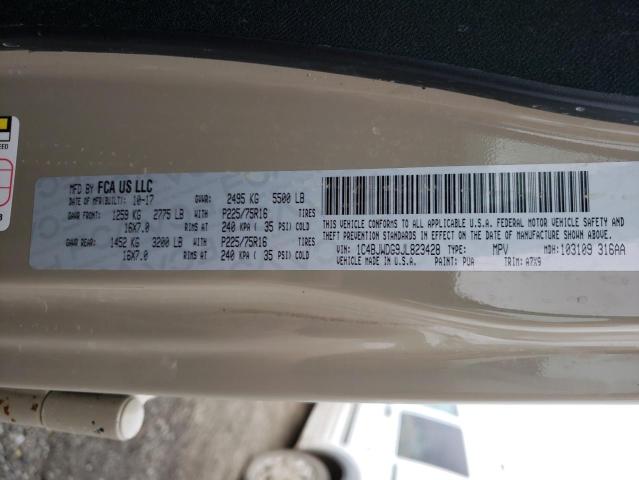 MFD BY FCA US LLC
DATE OF MFR(BUILT): 10-17 GVWR: 2495 KG 5500 LB
GAWR FRONT: 1259 KG 2775 LB WITH P225/75R16 TIRES
16X7.0 RIMS AT 240 KPA( 35 PSI) COLD
GAWR REAR: 1452 KG 3200 LB WITH P225/75R16 TIRES
16X7.0 RIMS AT 240 KPA( 35 PSI) COLD
THIS VEHICLE CONFORMS TO ALL APPLICABLE U.S.A. FEDERAL MOTOR VEHICLE SAFETY AND
THEFT PREVENTION STANDARDS IN EFFECT ON THE DATE OF MANUFACTURE SHOWN ABOVE.
VIN: 1C4BJWDG9JL823428 TYPE: MPV MDH: 103109 316AA
VEHICLE MADE IN U.S.A. PAINT: PUA TRIM: A7X9